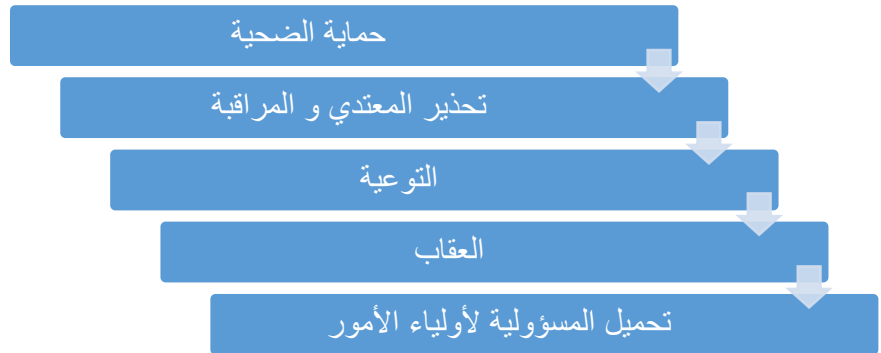 حماية الضحية
تحذير المعتدي و المراقبة
التوعية
العقاب
تحميل المسؤولية لأولياء الأمور